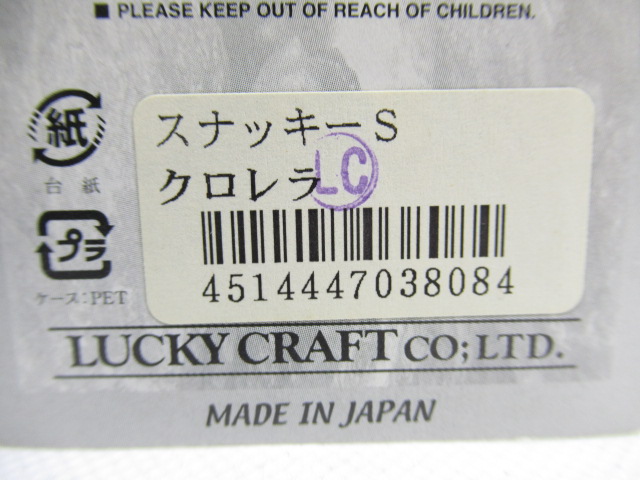 ■ PLEASE KEEP OUT OF REACH OF CHILDREN.
紙
台紙
プラ
ケース:PET
スナッキーS
クロレラ
LC
4514447038084
LUCKY CRAFT CO;LTD.
MADE IN JAPAN